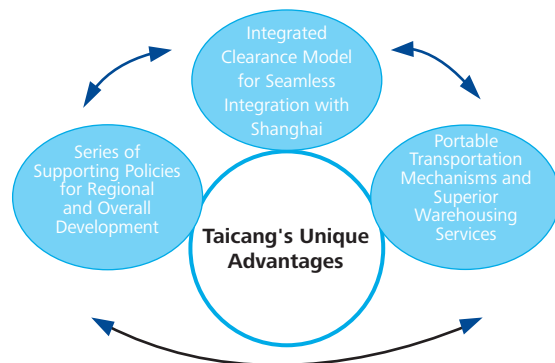 Integrated
Clearance Model
for Seamless
Integration with
Shanghai
Series of
Supporting Policies
for Regional
and Overall
Development
Portable
Transportation
Mechanisms and
Superior
Warehousing
Services
Taicang's Unique
Advantages